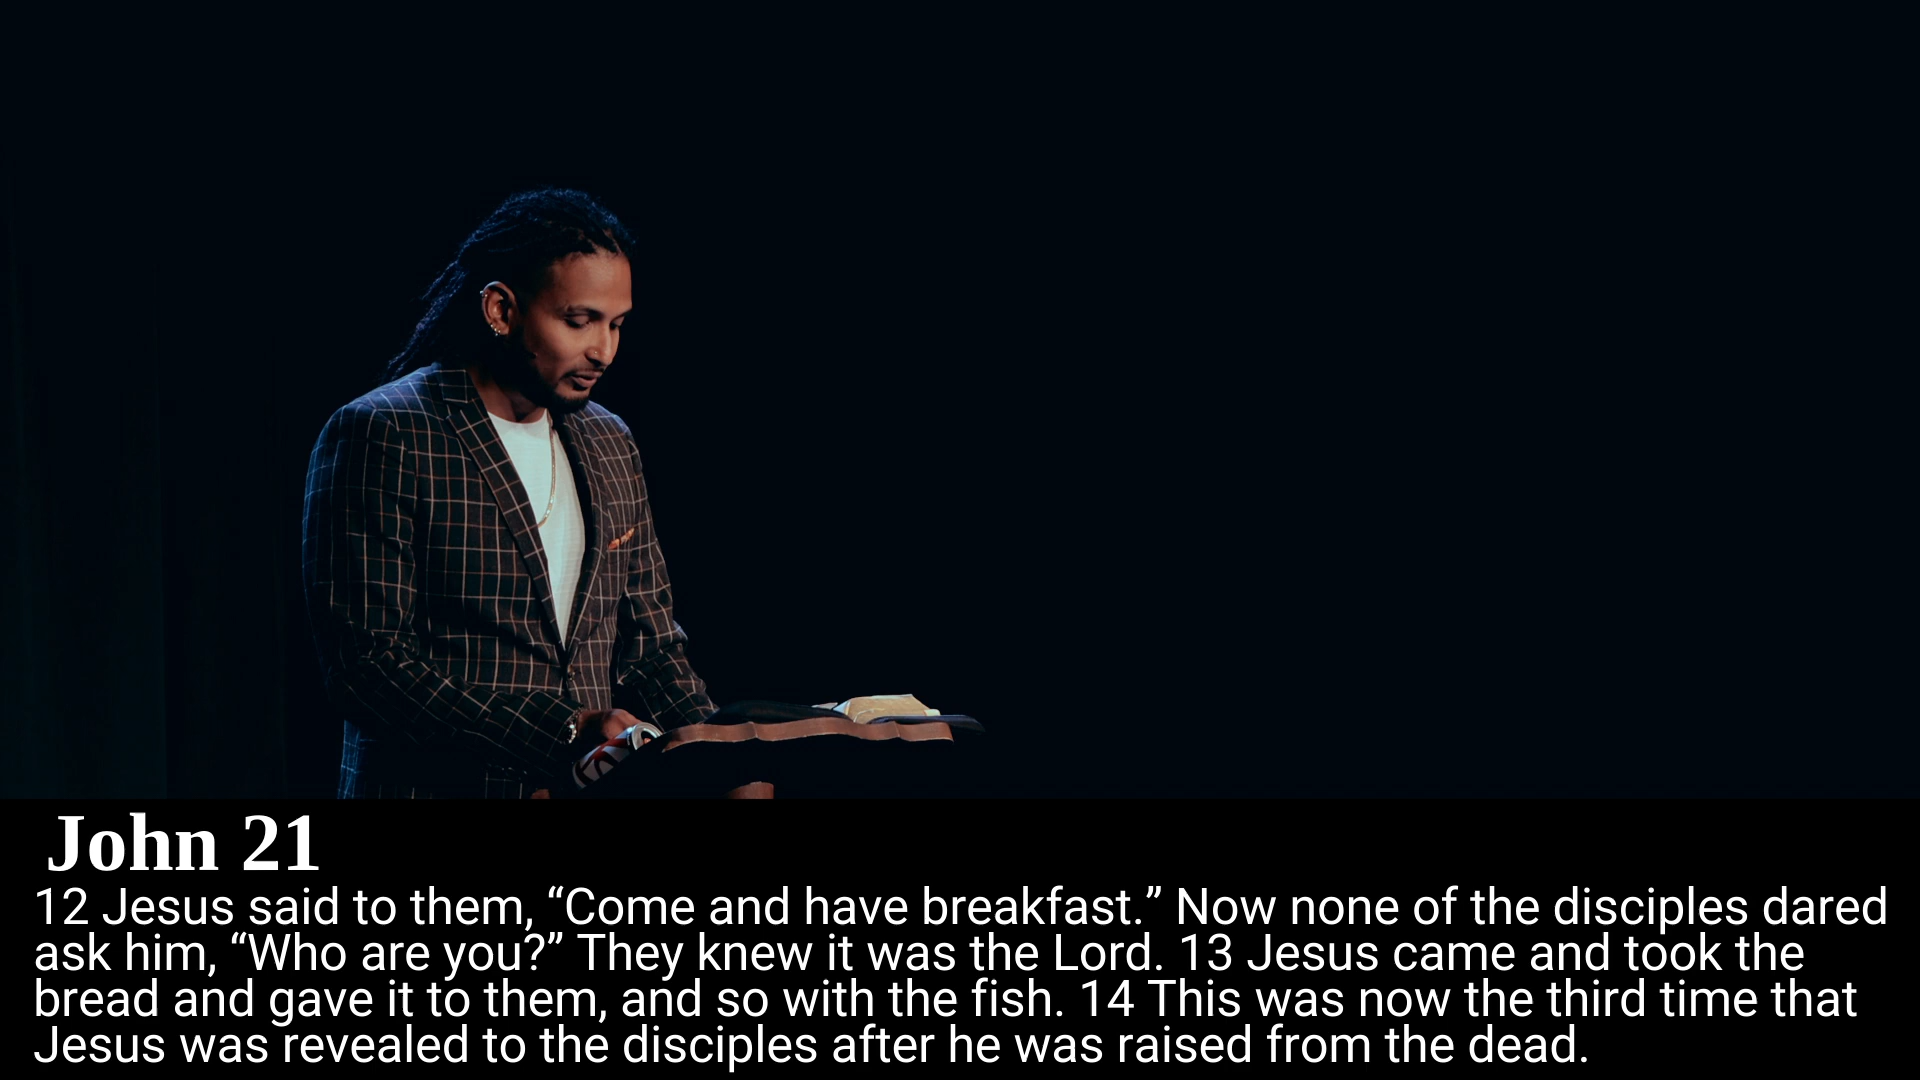 John 21
12 Jesus said to them, “Come and have breakfast.” Now none of the disciples dared
ask him, “Who are you?” They knew it was the Lord. 13 Jesus came and took the
bread and gave it to them, and so with the fish. 14 This was now the third time that
Jesus was revealed to the disciples after he was raised from the dead.